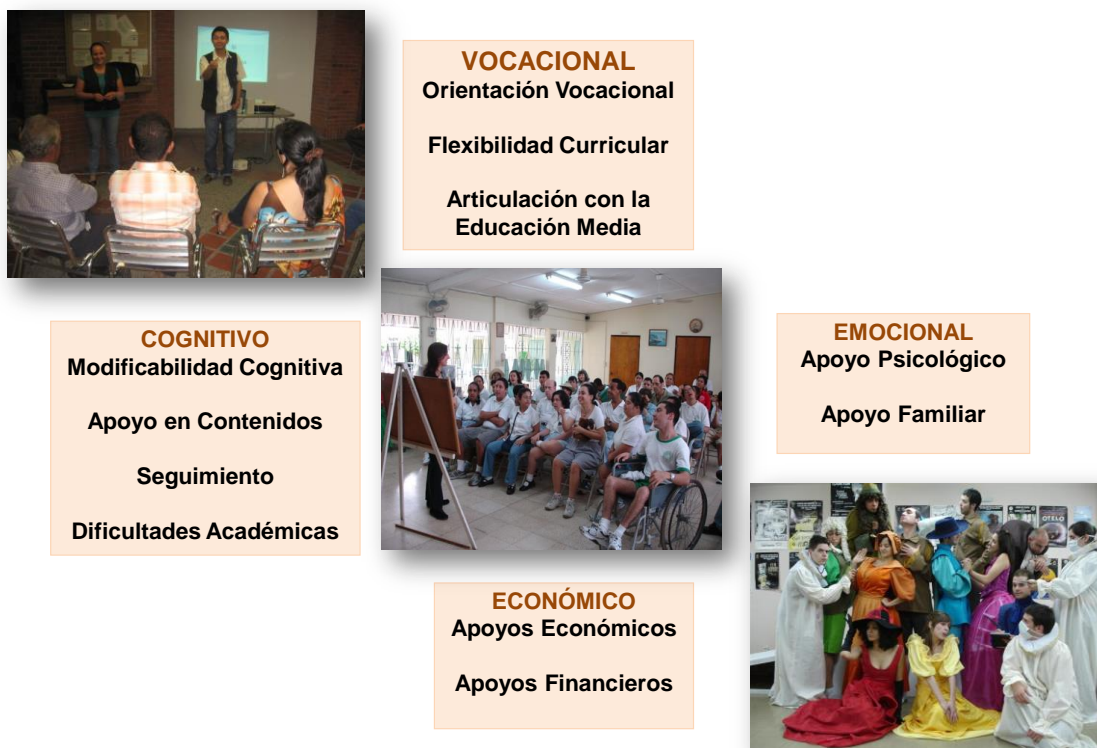 VOCACIONAL
Orientación Vocacional
Flexibilidad Curricular
Articulación con la
Educación Media
COGNITIVO
Modificabilidad Cognitiva
Apoyo en Contenidos
Seguimiento
Dificultades Académicas
EMOCIONAL
Apoyo Psicológico
Apoyo Familiar
ECONÓMICO
Apoyos Económicos
Apoyos Financieros
OTELO